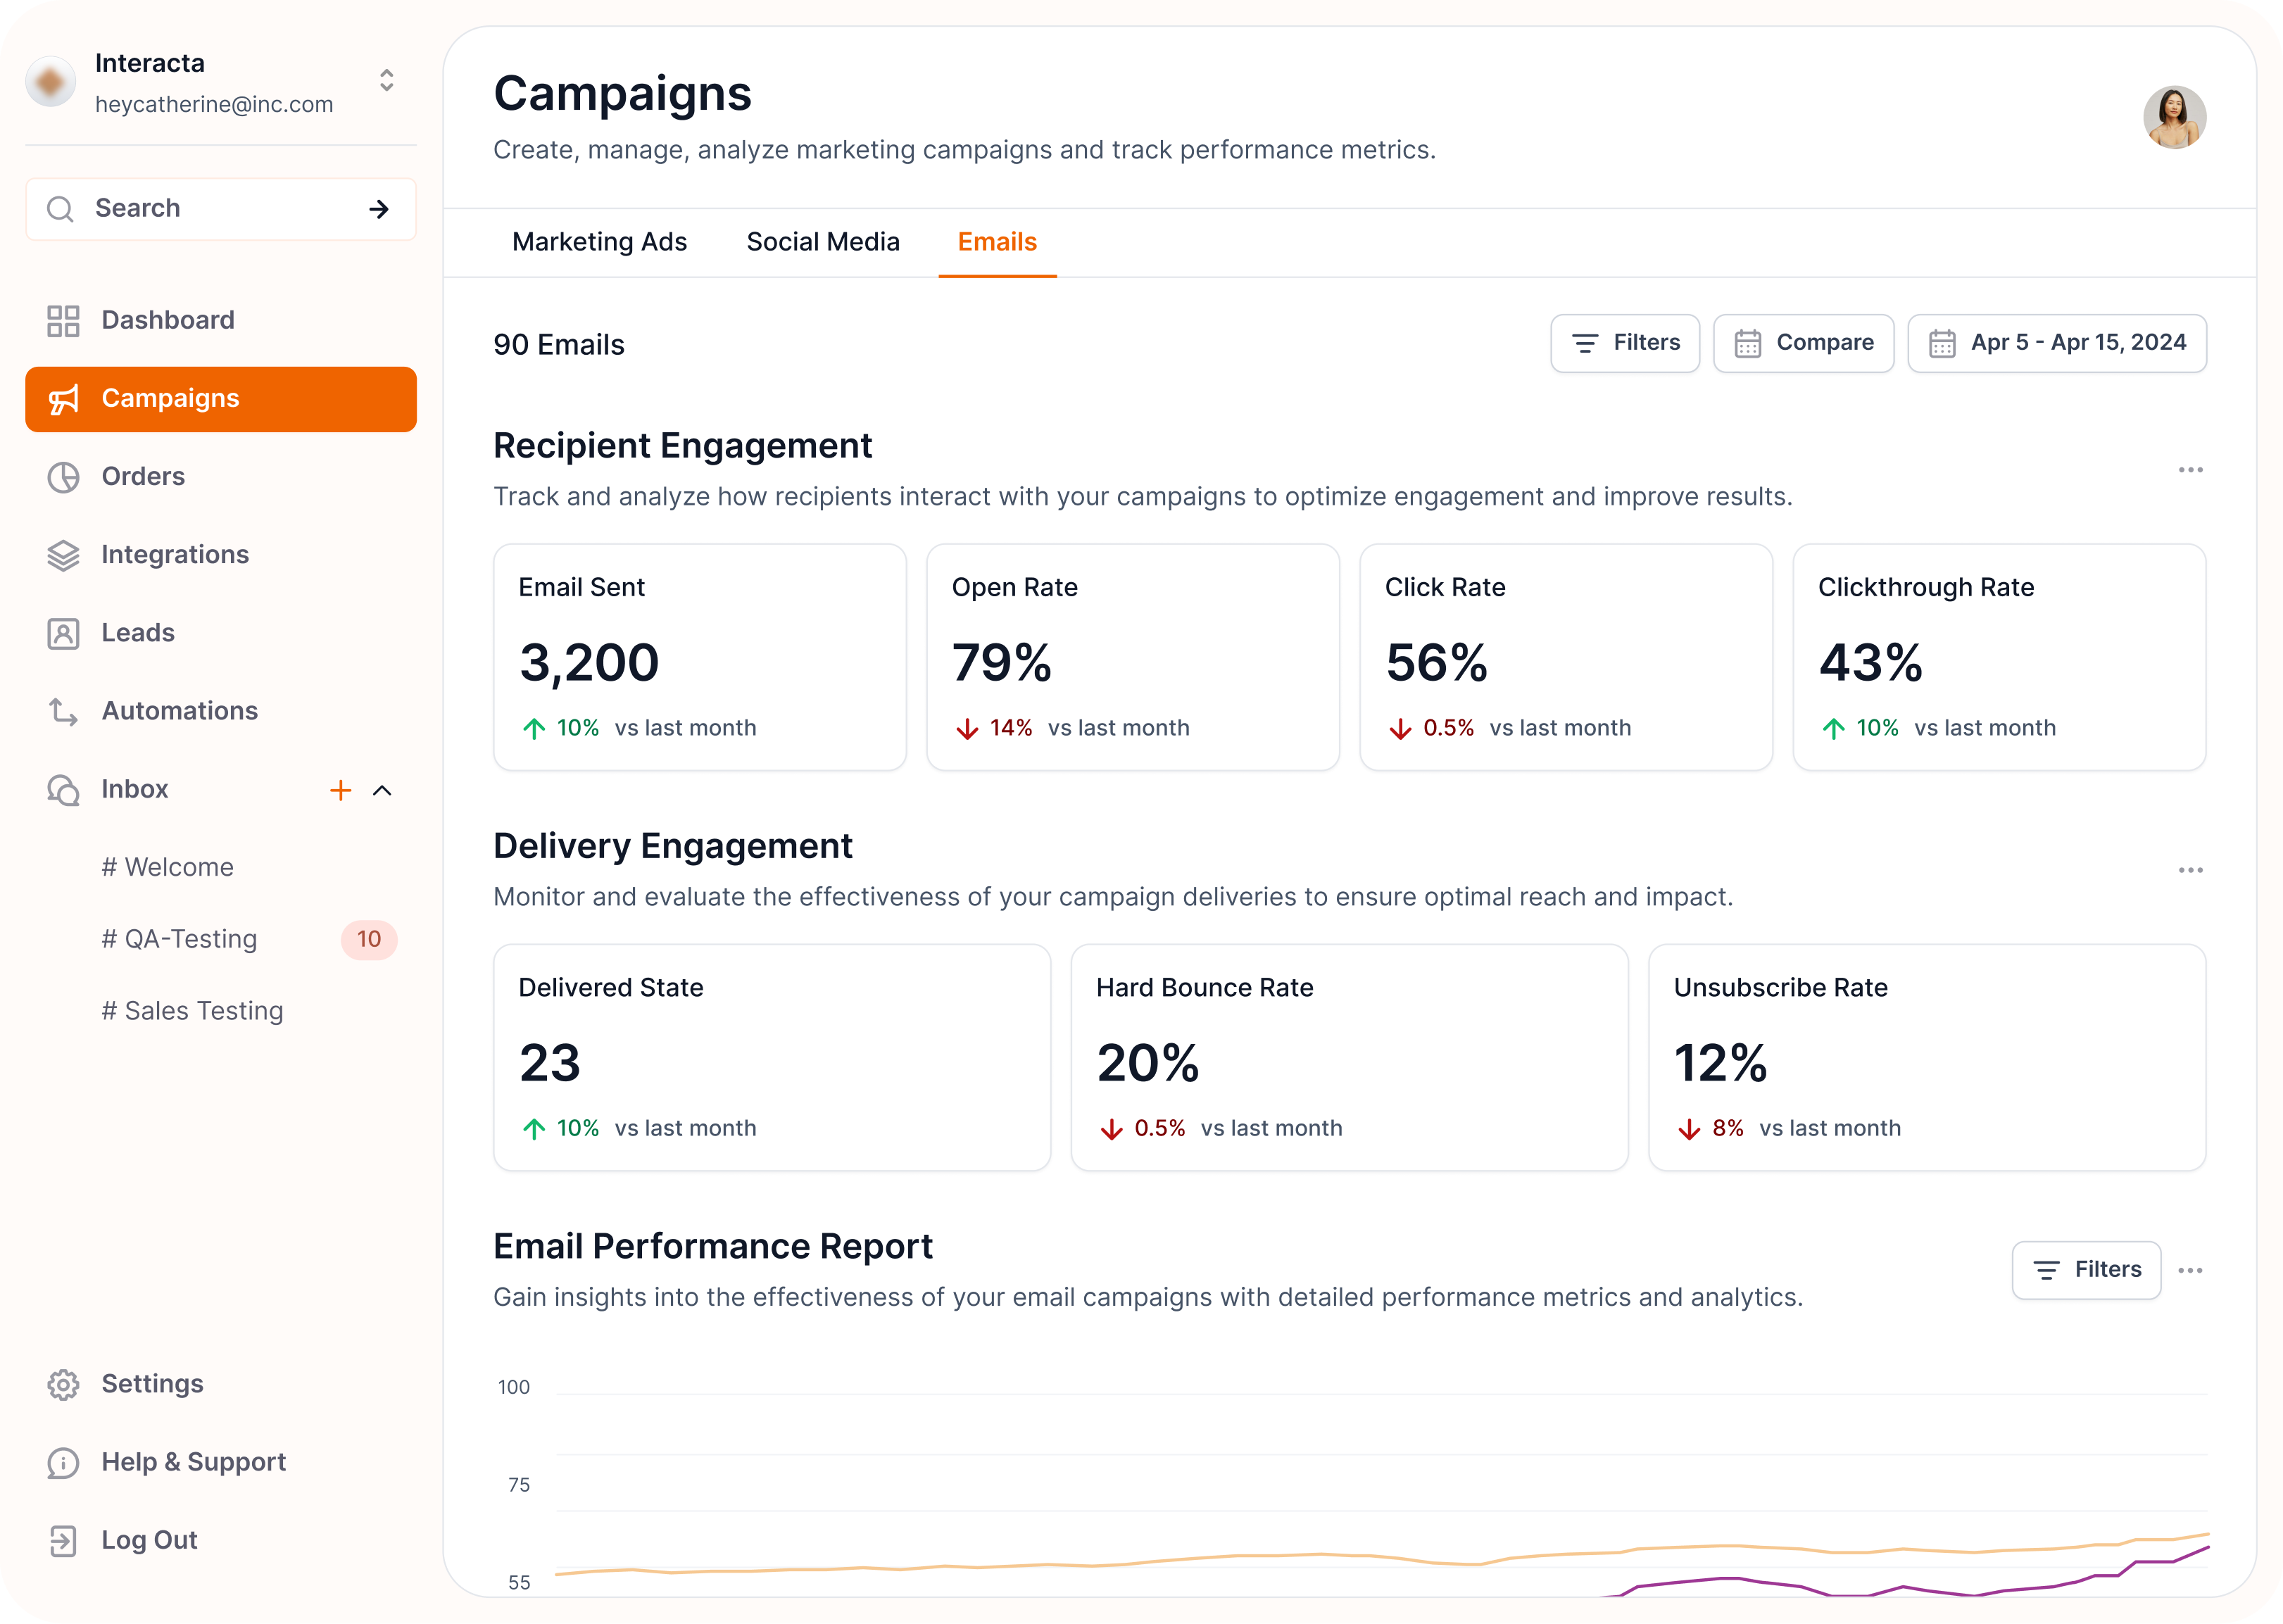 Interacta
heycatherine@inc.com
Search
Dashboard
Campaigns
Orders
Integrations
Leads
Automations
Inbox
# Welcome
# QA-Testing 10
# Sales Testing
Settings
Help & Support
Log Out
Campaigns
Create, manage, analyze marketing campaigns and track performance metrics.
Marketing Ads Social Media Emails
90 Emails Filters Compare Apr 5 - Apr 15, 2024
Recipient Engagement
Track and analyze how recipients interact with your campaigns to optimize engagement and improve results.
Email Sent
3,200
10% vs last month
Open Rate
79%
14% vs last month
Click Rate
56%
0.5% vs last month
Clickthrough Rate
43%
10% vs last month
Delivery Engagement
Monitor and evaluate the effectiveness of your campaign deliveries to ensure optimal reach and impact.
Delivered State
23
10% vs last month
Hard Bounce Rate
20%
0.5% vs last month
Unsubscribe Rate
12%
8% vs last month
Email Performance Report
Filters
Gain insights into the effectiveness of your email campaigns with detailed performance metrics and analytics.
100
75
55